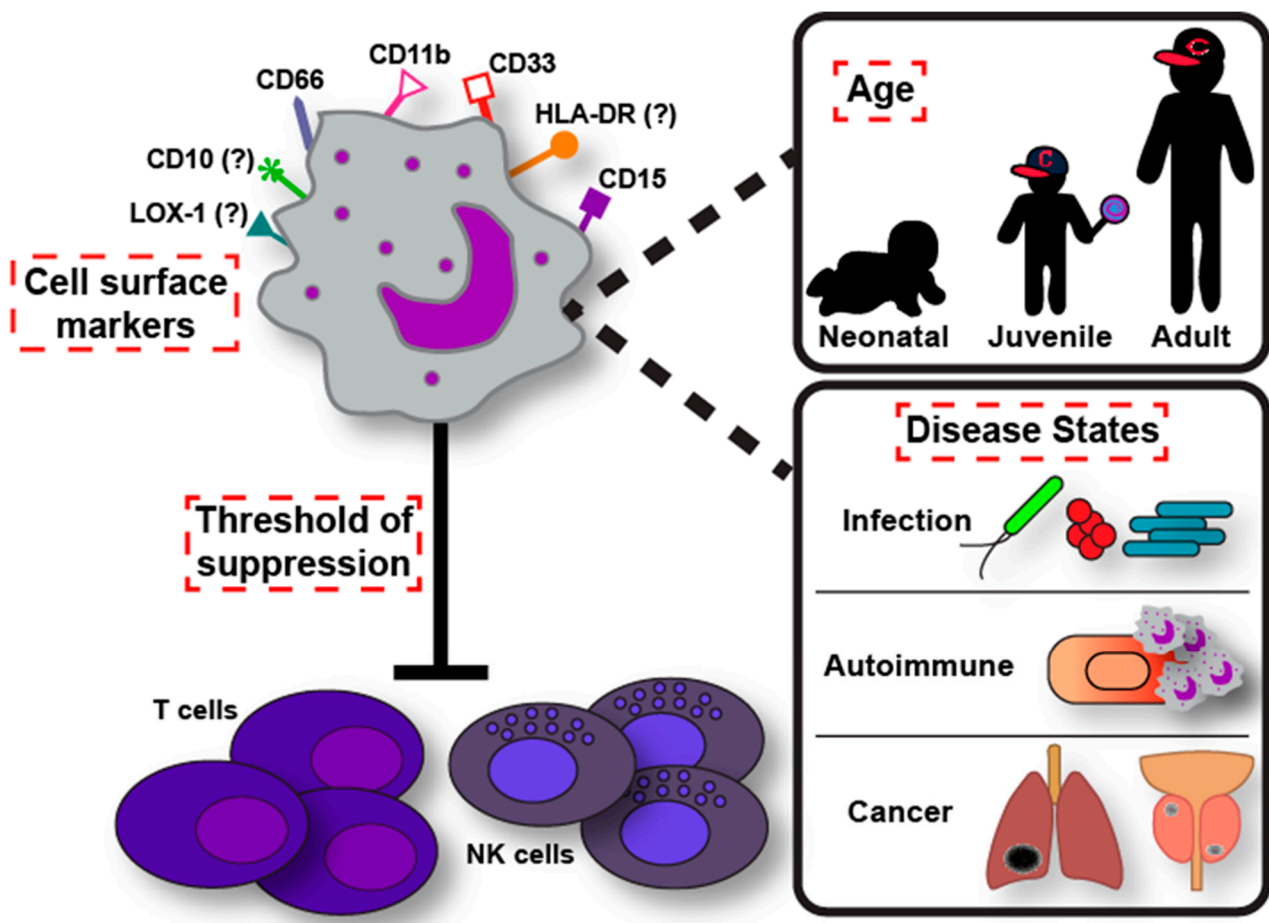 CD11b
CD66
CD33
HLA-DR (?)
CD10 (?)
CD15
LOX-1 (?)
Cell surface
markers
Threshold of
suppression
T cells
NK cells
Age
C
C
Neonatal
Juvenile
Adult
Disease States
Infection
Autoimmune
Cancer